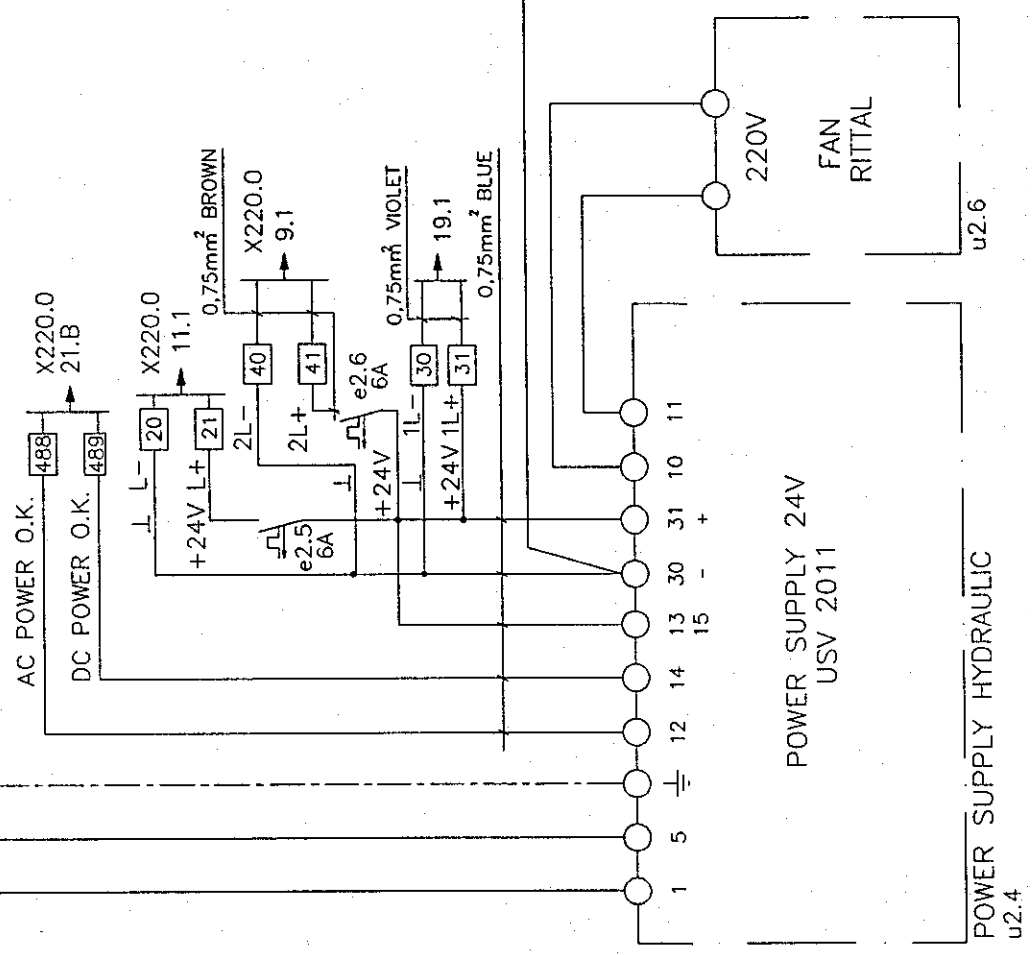 AC POWER O.K.
DC POWER O.K.
488
489
X220.0
21.B
⊥ L-
+24V L+
20
21
X220.0
11.1
e2.5
6A
2L-
2L+
⊥
40
41
0,75mm² BROWN
X220.0
9.1
e2.6
6A
+24V
⊥ 1L-
+24V 1L+
30
31
0,75mm² VIOLET
19.1
0,75mm² BLUE
1
5
12
14
13
15
30
-
31
+
10
11
POWER SUPPLY 24V
USV 2011
POWER SUPPLY HYDRAULIC
u2.4
220V
FAN
RITTAL
u2.6